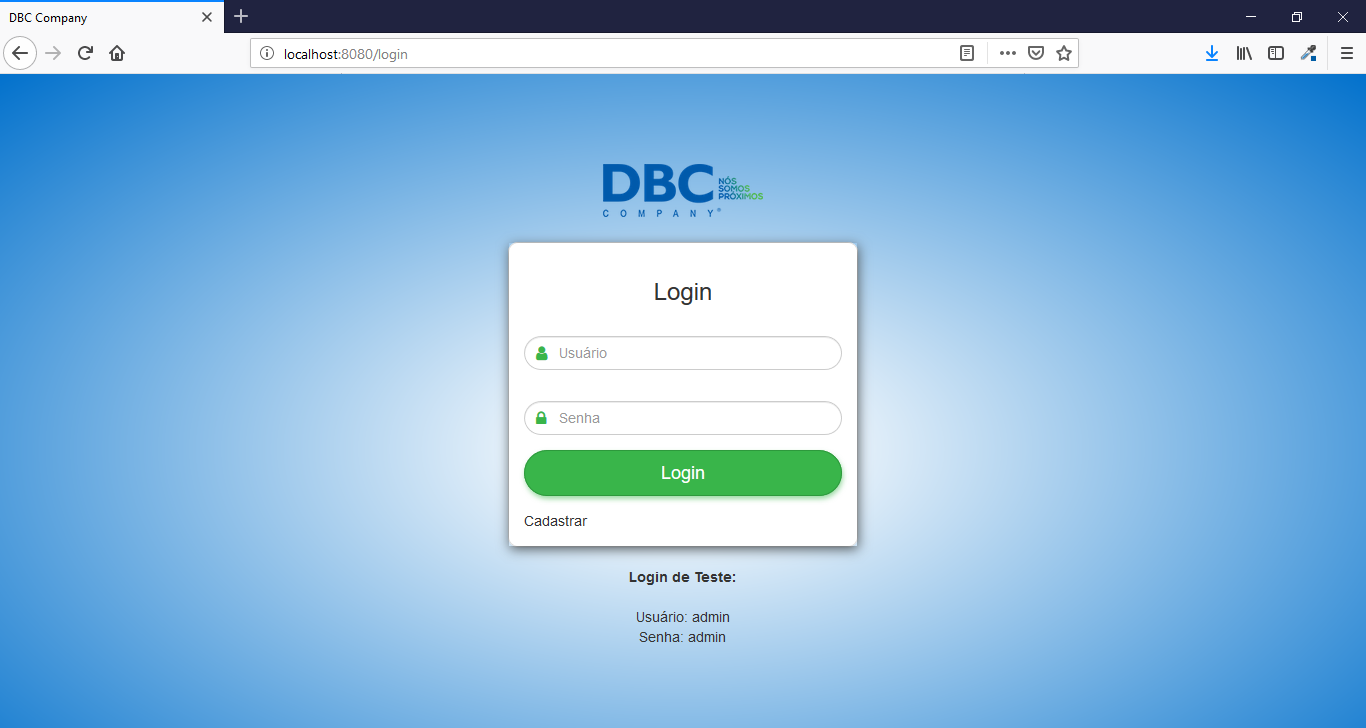 DBC Company
localhost:8080/login
DBC NÓS
SOMOS
PRÓXIMOS
COMPANY®
Login
Usuário
Senha
Login
Cadastrar
Login de Teste:
Usuário: admin
Senha: admin